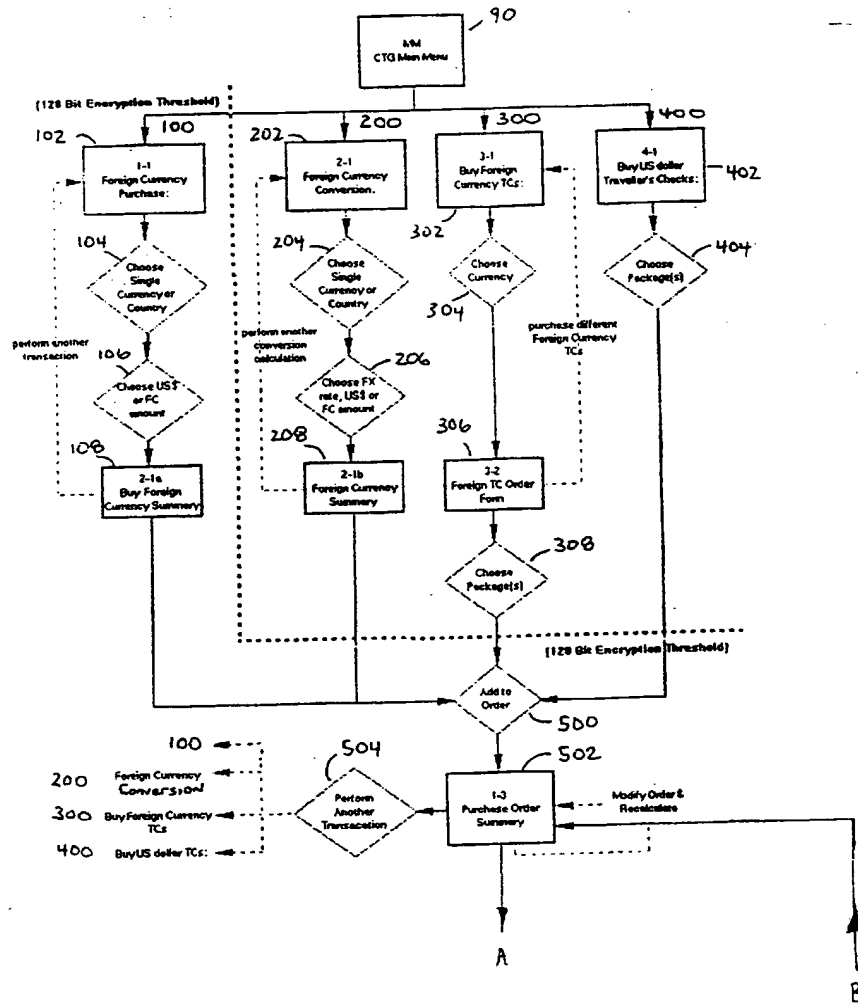 90
MM
CTG Main Menu
[128 Bit Encryption Threshold]
100
200
300
400
102
1-1
Foreign Currency
Purchase:
202
2-1
Foreign Currency
Conversion:
3-1
Buy Foreign
Currency TCs:
302
4-1
Buy US dollar
Traveller's Checks:
402
104
Choose
Single
Currency or
Country
204
Choose
Single
Currency or
Country
Choose
Currency
304
404
Choose
Package(s)
perform another
transaction
perform another
conversion
calculation
purchase different
Foreign Currency
TCs
106
Choose US$
or FC
amount
206
Choose FX
rate, US$ or
FC amount
108
2-1a
Buy Foreign
Currency Summary
208
2-1b
Foreign Currency
Summary
306
3-2
Foreign TC Order
Form
308
Choose
Package(s)
[128 Bit Encryption Threshold]
Add to
Order
500
502
1-3
Purchase Order
Summary
Modify Order &
Recalculate
504
Perform
Another
Transaction
100
200 Foreign Currency
Conversion
300 Buy Foreign Currency
TCs
400 Buy US dollar TCs:
A
B